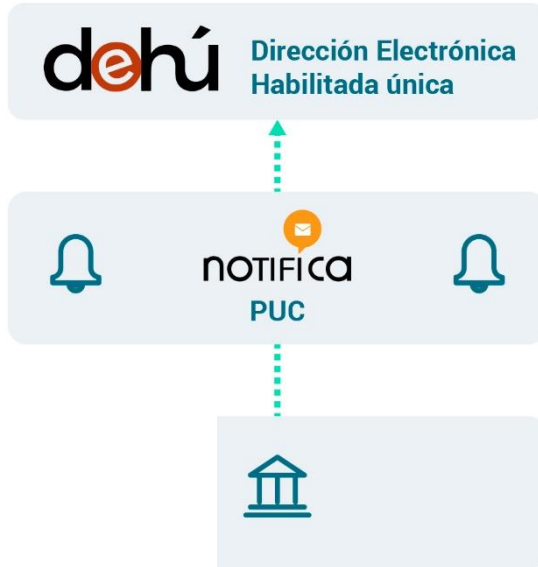 dehú
Dirección Electrónica
Habilitada única
notifica
PUC